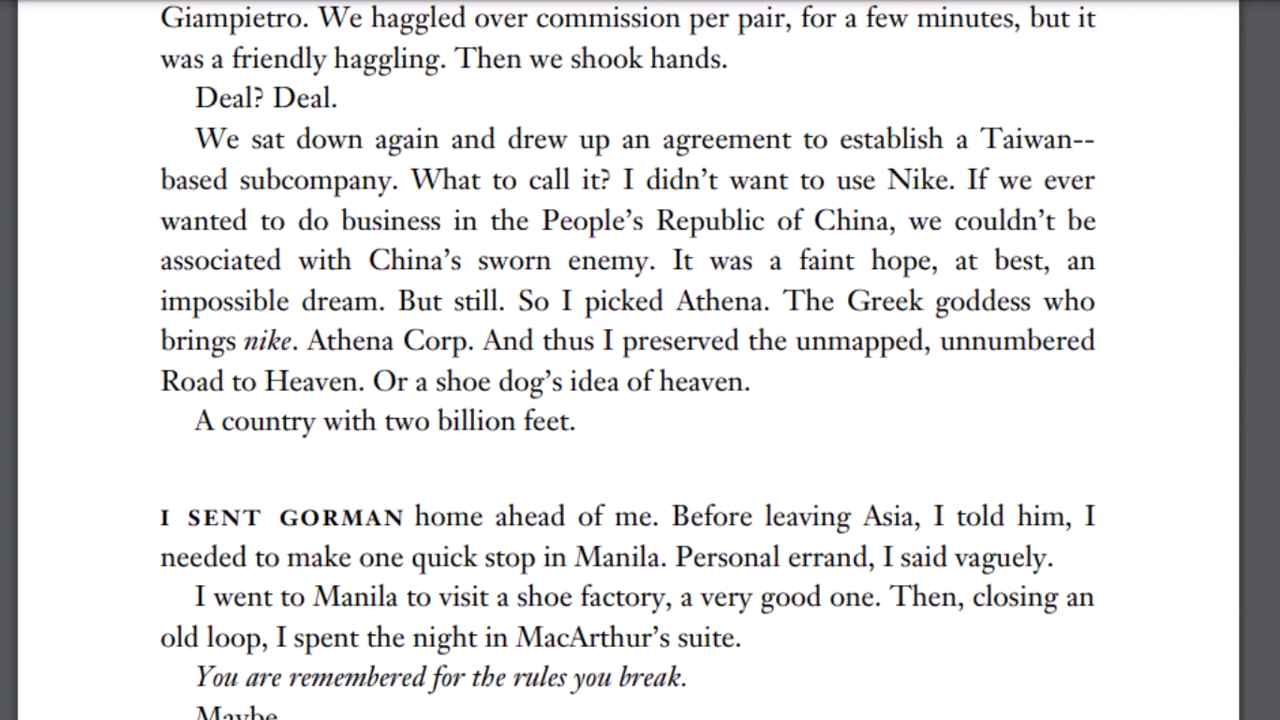 Giampietro. We haggled over commission per pair, for a few minutes, but it
was a friendly haggling. Then we shook hands.
Deal? Deal.
We sat down again and drew up an agreement to establish a Taiwan--
based subcompany. What to call it? I didn’t want to use Nike. If we ever
wanted to do business in the People’s Republic of China, we couldn’t be
associated with China’s sworn enemy. It was a faint hope, at best, an
impossible dream. But still. So I picked Athena. The Greek goddess who
brings nike. Athena Corp. And thus I preserved the unmapped, unnumbered
Road to Heaven. Or a shoe dog’s idea of heaven.
A country with two billion feet.
I SENT GORMAN home ahead of me. Before leaving Asia, I told him, I
needed to make one quick stop in Manila. Personal errand, I said vaguely.
I went to Manila to visit a shoe factory, a very good one. Then, closing an
old loop, I spent the night in MacArthur’s suite.
You are remembered for the rules you break.
Maybe